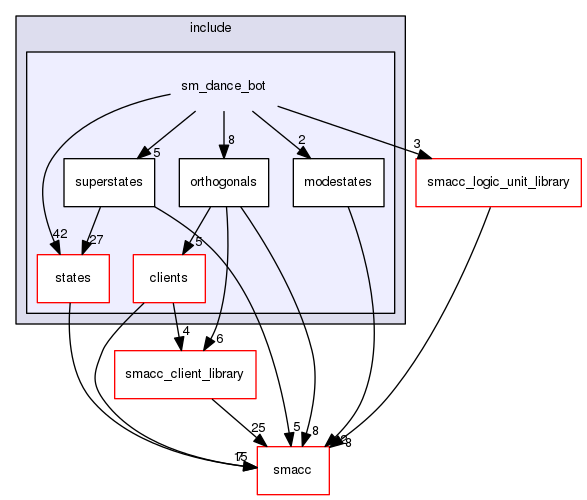 include
sm_dance_bot
3
5
8
2
superstates
orthogonals
modestates
smacc_logic_unit_library
42
27
5
states
clients
4
6
smacc_client_library
25
5
8
8
smacc